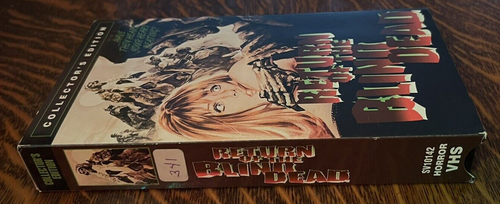 COLLECTOR'S EDITION
RETURN
OF THE
BLIND
DEAD
COLLECTOR'S
EDITION
341
RETURN
OF THE
BLIND
DEAD
SV10142
HORROR
VHS